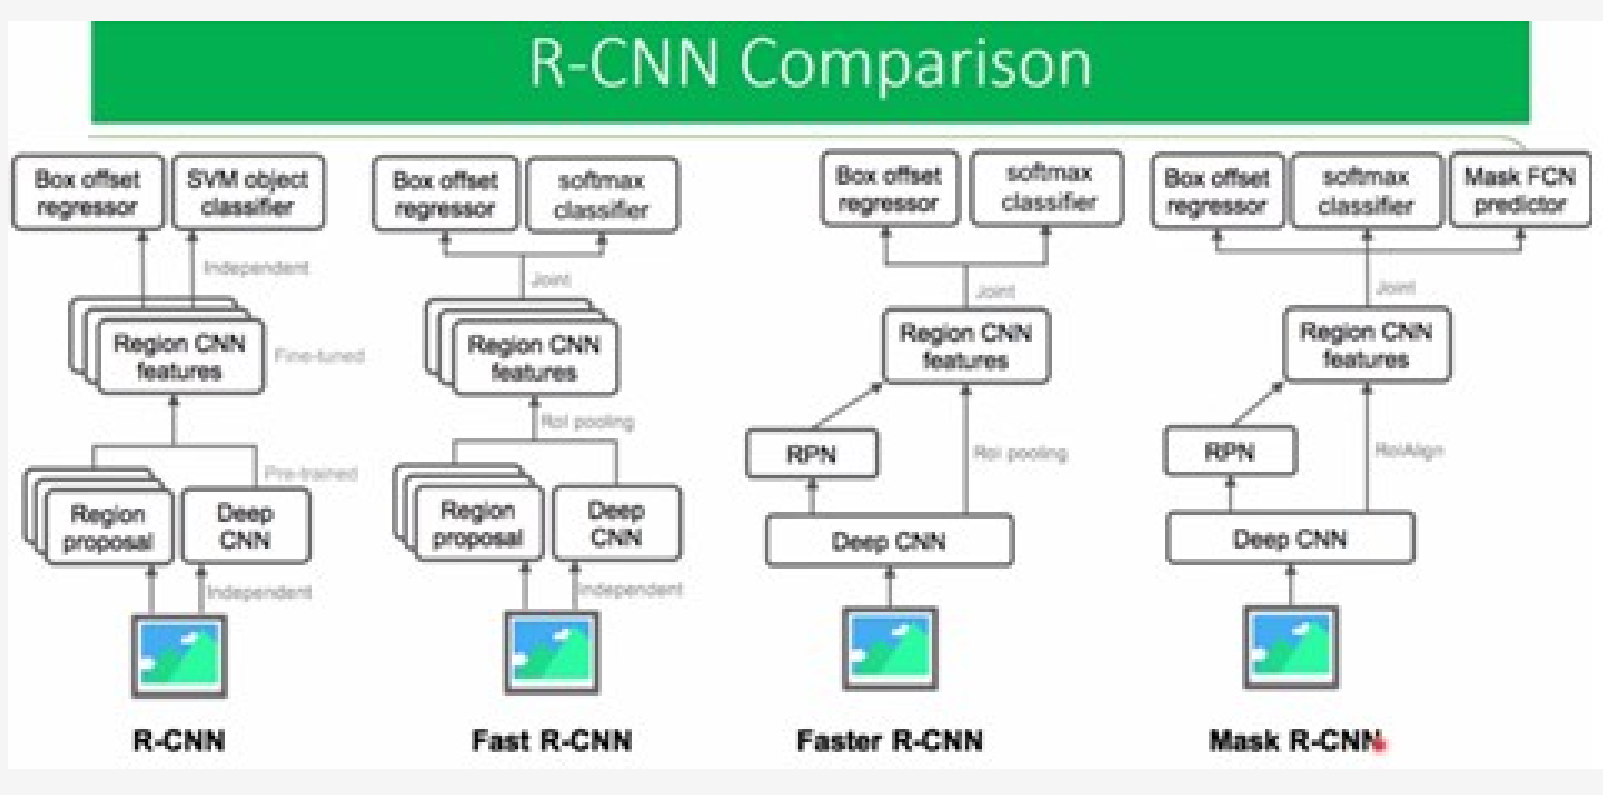 R-CNN Comparison
Box offset
regressor
SVM object
classifier
Independent
Region CNN
features
Fine-tuned
Pre-trained
Region
proposal
Deep
CNN
Independent
R-CNN
Box offset
regressor
softmax
classifier
Joint
Region CNN
features
RoI pooling
Region
proposal
Deep
CNN
Independent
Fast R-CNN
Box offset
regressor
softmax
classifier
Joint
Region CNN
features
RPN
RoI pooling
Deep CNN
Faster R-CNN
Box offset
regressor
softmax
classifier
Mask FCN
predictor
Joint
Region CNN
features
RPN
RoIAlign
Deep CNN
Mask R-CNN